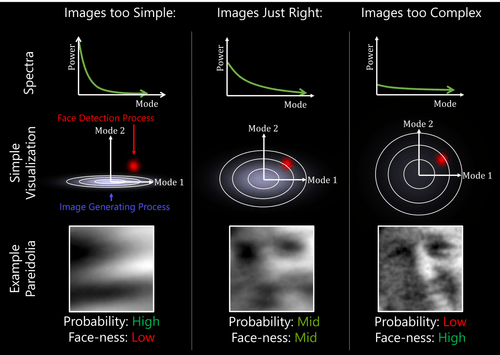 Images too Simple:
Images Just Right:
Images too Complex
Spectra
Power
Mode
Power
Mode
Power
Mode
Simple
Visualization
Face Detection Process
Mode 2
Mode 1
Image Generating Process
Mode 2
Mode 1
Mode 2
Mode 1
Example
Pareidolia
Probability: High
Face-ness: Low
Probability: Mid
Face-ness: Mid
Probability: Low
Face-ness: High